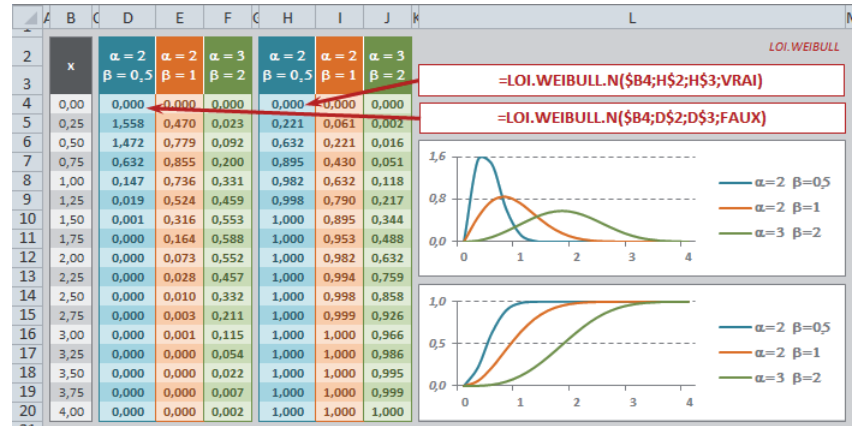 A B C D E F G H I J K L M
2 α = 2 α = 2 α = 3 α = 2 α = 2 α = 3 LOI.WEIBULL
x
3 β = 0,5 β = 1 β = 2 β = 0,5 β = 1 β = 2
=LOI.WEIBULL.N($B4;H$2;H$3;VRAI)
4 0,00 0,000 0,000 0,000 0,000 0,000 0,000
5 0,25 1,558 0,470 0,023 0,221 0,061 0,002 =LOI.WEIBULL.N($B4;D$2;D$3;FAUX)
6 0,50 1,472 0,779 0,092 0,632 0,221 0,016
7 0,75 0,632 0,855 0,200 0,895 0,430 0,051
8 1,00 0,147 0,736 0,331 0,982 0,632 0,118
9 1,25 0,019 0,524 0,459 0,998 0,790 0,217
10 1,50 0,001 0,316 0,553 1,000 0,895 0,344
11 1,75 0,000 0,164 0,588 1,000 0,953 0,488
12 2,00 0,000 0,073 0,552 1,000 0,982 0,632
13 2,25 0,000 0,028 0,457 1,000 0,994 0,759
14 2,50 0,000 0,010 0,332 1,000 0,998 0,858
15 2,75 0,000 0,003 0,211 1,000 0,999 0,926
16 3,00 0,000 0,001 0,115 1,000 1,000 0,966
17 3,25 0,000 0,000 0,054 1,000 1,000 0,986
18 3,50 0,000 0,000 0,022 1,000 1,000 0,995
19 3,75 0,000 0,000 0,007 1,000 1,000 0,999
20 4,00 0,000 0,000 0,002 1,000 1,000 1,000
1,6
α=2 β=0,5
0,8
α=2 β=1
α=3 β=2
0,0
0 1 2 3 4
1,0
α=2 β=0,5
0,5
α=2 β=1
α=3 β=2
0,0
0 1 2 3 4